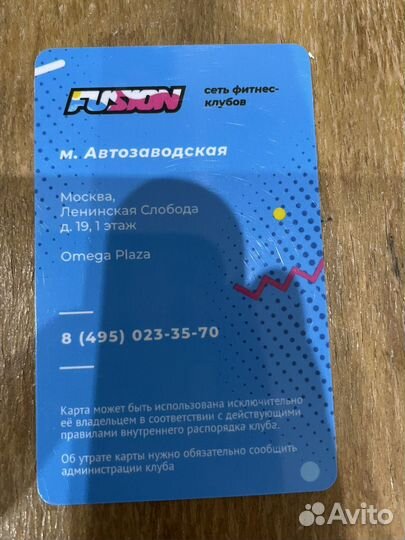 FUSION
сеть фитнес-
клубов
м. Автозаводская
Москва,
Ленинская Слобода
д. 19, 1 этаж
Omega Plaza
8 (495) 023-35-70
Карта может быть использована исключительно
её владельцем в соответствии с действующими
правилами внутреннего распорядка клуба.
Об утрате карты нужно обязательно сообщить
администрации клуба
Avito